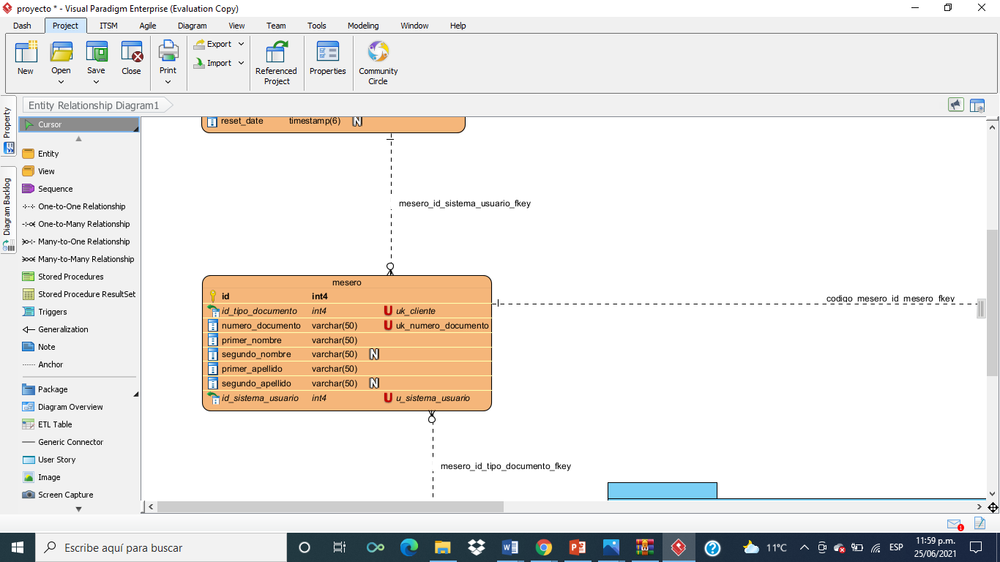 proyecto * - Visual Paradigm Enterprise (Evaluation Copy)
Dash Project ITSM Agile Diagram View Team Tools Modeling Window Help
New Open Save Close Print Export Import Referenced Project Properties Community Circle
Property
Diagram Backlog
Entity Relationship Diagram1
Cursor
Entity
View
Sequence
One-to-One Relationship
One-to-Many Relationship
Many-to-One Relationship
Many-to-Many Relationship
Stored Procedures
Stored Procedure ResultSet
Triggers
Generalization
Note
Anchor
Package
Diagram Overview
ETL Table
Generic Connector
User Story
Image
Screen Capture
reset_date timestamp(6) N
mesero_id_sistema_usuario_fkey
mesero
id int4
id_tipo_documento int4 U uk_cliente
numero_documento varchar(50) U uk_numero_documento
primer_nombre varchar(50)
segundo_nombre varchar(50) N
primer_apellido varchar(50)
segundo_apellido varchar(50) N
id_sistema_usuario int4 U u_sistema_usuario
codigo_mesero_id_mesero_fkey
mesero_id_tipo_documento_fkey
1
Escribe aquí para buscar
11°C
ESP
11:59 p.m.
25/06/2021